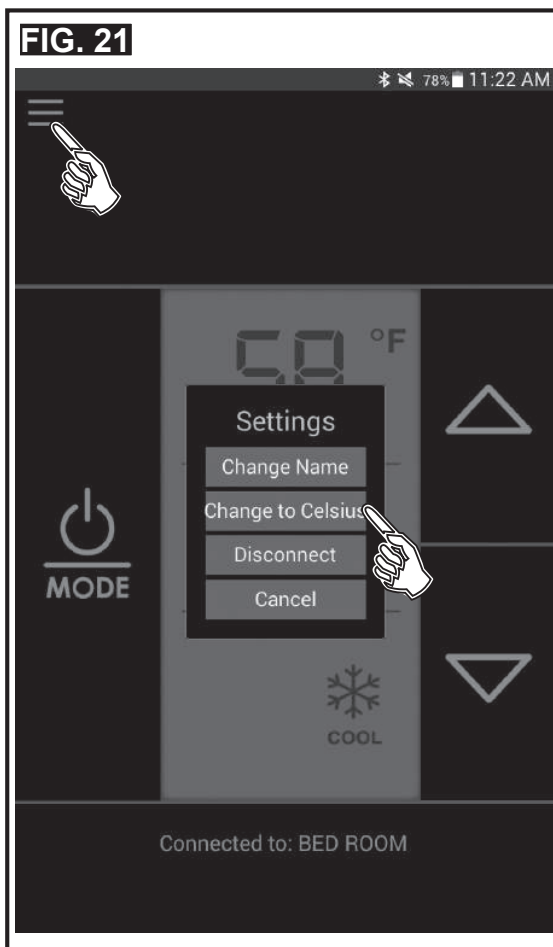 FIG. 21
78% 11:22 AM
°F
Settings
Change Name
Change to Celsius
Disconnect
Cancel
MODE
COOL
Connected to: BED ROOM